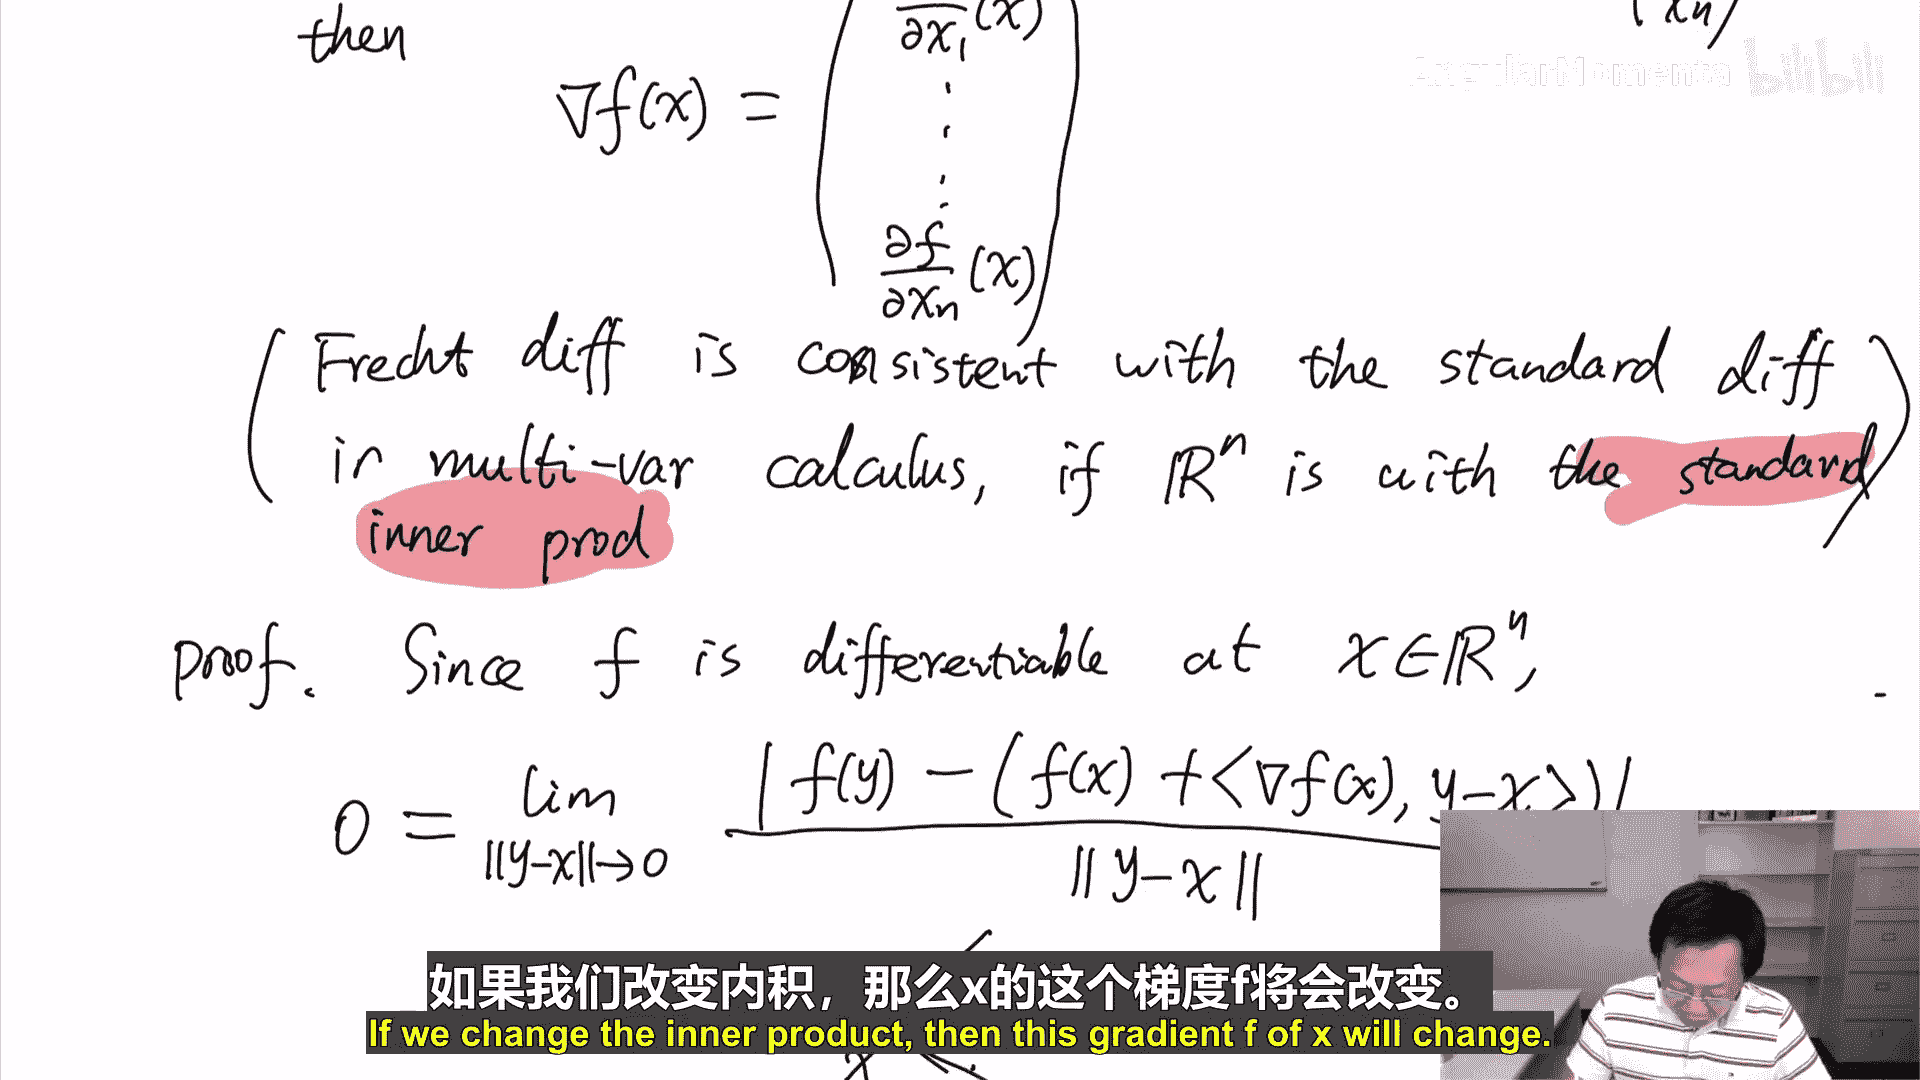 then
∂x₁ (x)
(xₙ)
AngularMomenta bilibili
∇f(x) =
∂f/∂xₙ (x)
( Frecht diff is consistent with the standard diff
in multi-var calculus, if ℝⁿ is with the standard )
inner prod
proof. Since f is differentiable at x∈ℝⁿ,
0 = lim |f(y) − (f(x) + <∇f(x), y−x>)|
||y−x||→0 ||y−x||
如果我们改变内积，那么x的这个梯度f将会改变。
If we change the inner product, then this gradient f of x will change.